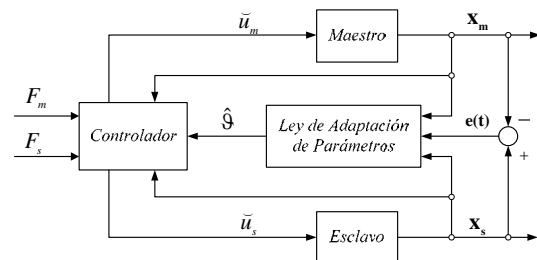 ŭₘ
Maestro
xₘ
Fₘ
Fₛ
Controlador
ϑ̂
Ley de Adaptación
de Parámetros
e(t)
−
+
ŭₛ
Esclavo
xₛ